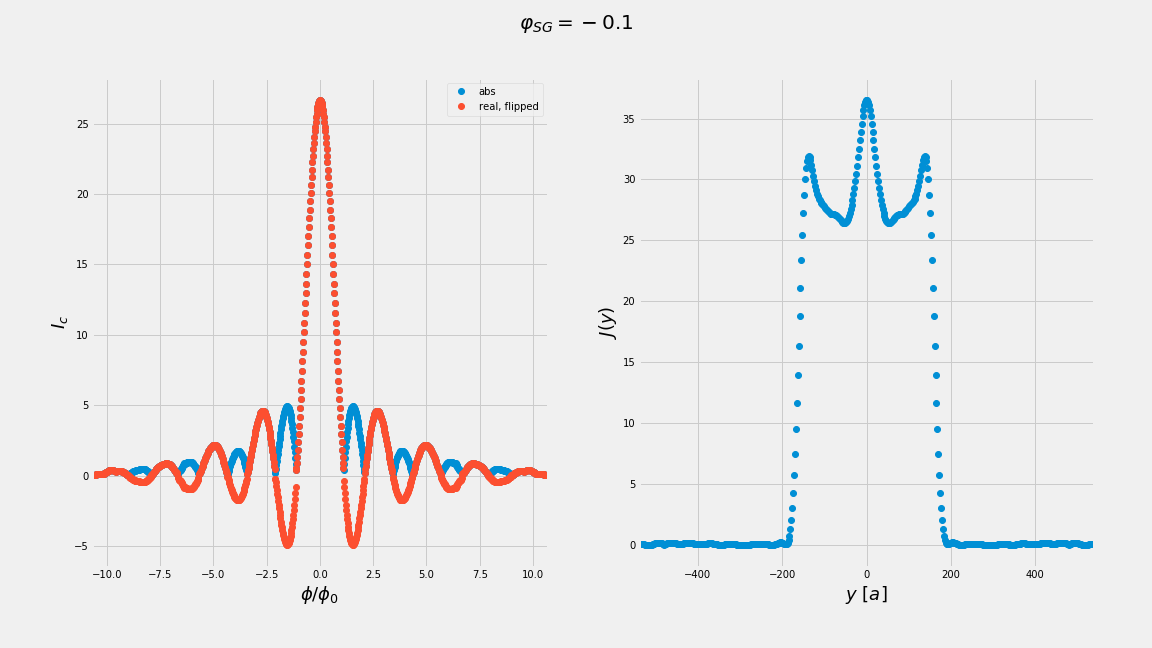 φ_SG = −0.1
abs
real, flipped
I_c
25
20
15
10
5
0
−5
−10.0 −7.5 −5.0 −2.5 0.0 2.5 5.0 7.5 10.0
ϕ/ϕ_0
J(y)
35
30
25
20
15
10
5
0
−400 −200 0 200 400
y [a]